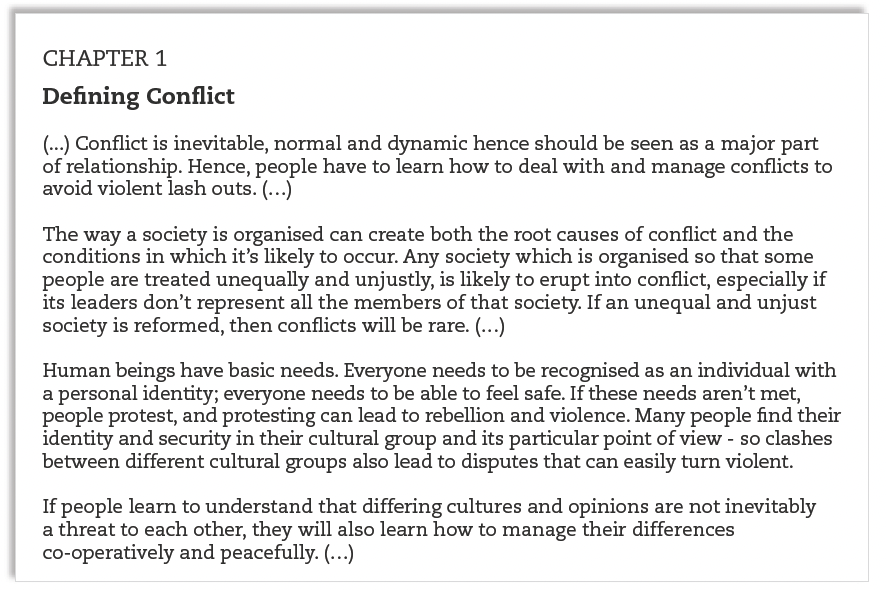 CHAPTER 1
Defining Conflict
(...) Conflict is inevitable, normal and dynamic hence should be seen as a major part
of relationship. Hence, people have to learn how to deal with and manage conflicts to
avoid violent lash outs. (…)
The way a society is organised can create both the root causes of conflict and the
conditions in which it’s likely to occur. Any society which is organised so that some
people are treated unequally and unjustly, is likely to erupt into conflict, especially if
its leaders don’t represent all the members of that society. If an unequal and unjust
society is reformed, then conflicts will be rare. (…)
Human beings have basic needs. Everyone needs to be recognised as an individual with
a personal identity; everyone needs to be able to feel safe. If these needs aren’t met,
people protest, and protesting can lead to rebellion and violence. Many people find their
identity and security in their cultural group and its particular point of view - so clashes
between different cultural groups also lead to disputes that can easily turn violent.
If people learn to understand that differing cultures and opinions are not inevitably
a threat to each other, they will also learn how to manage their differences
co-operatively and peacefully. (…)